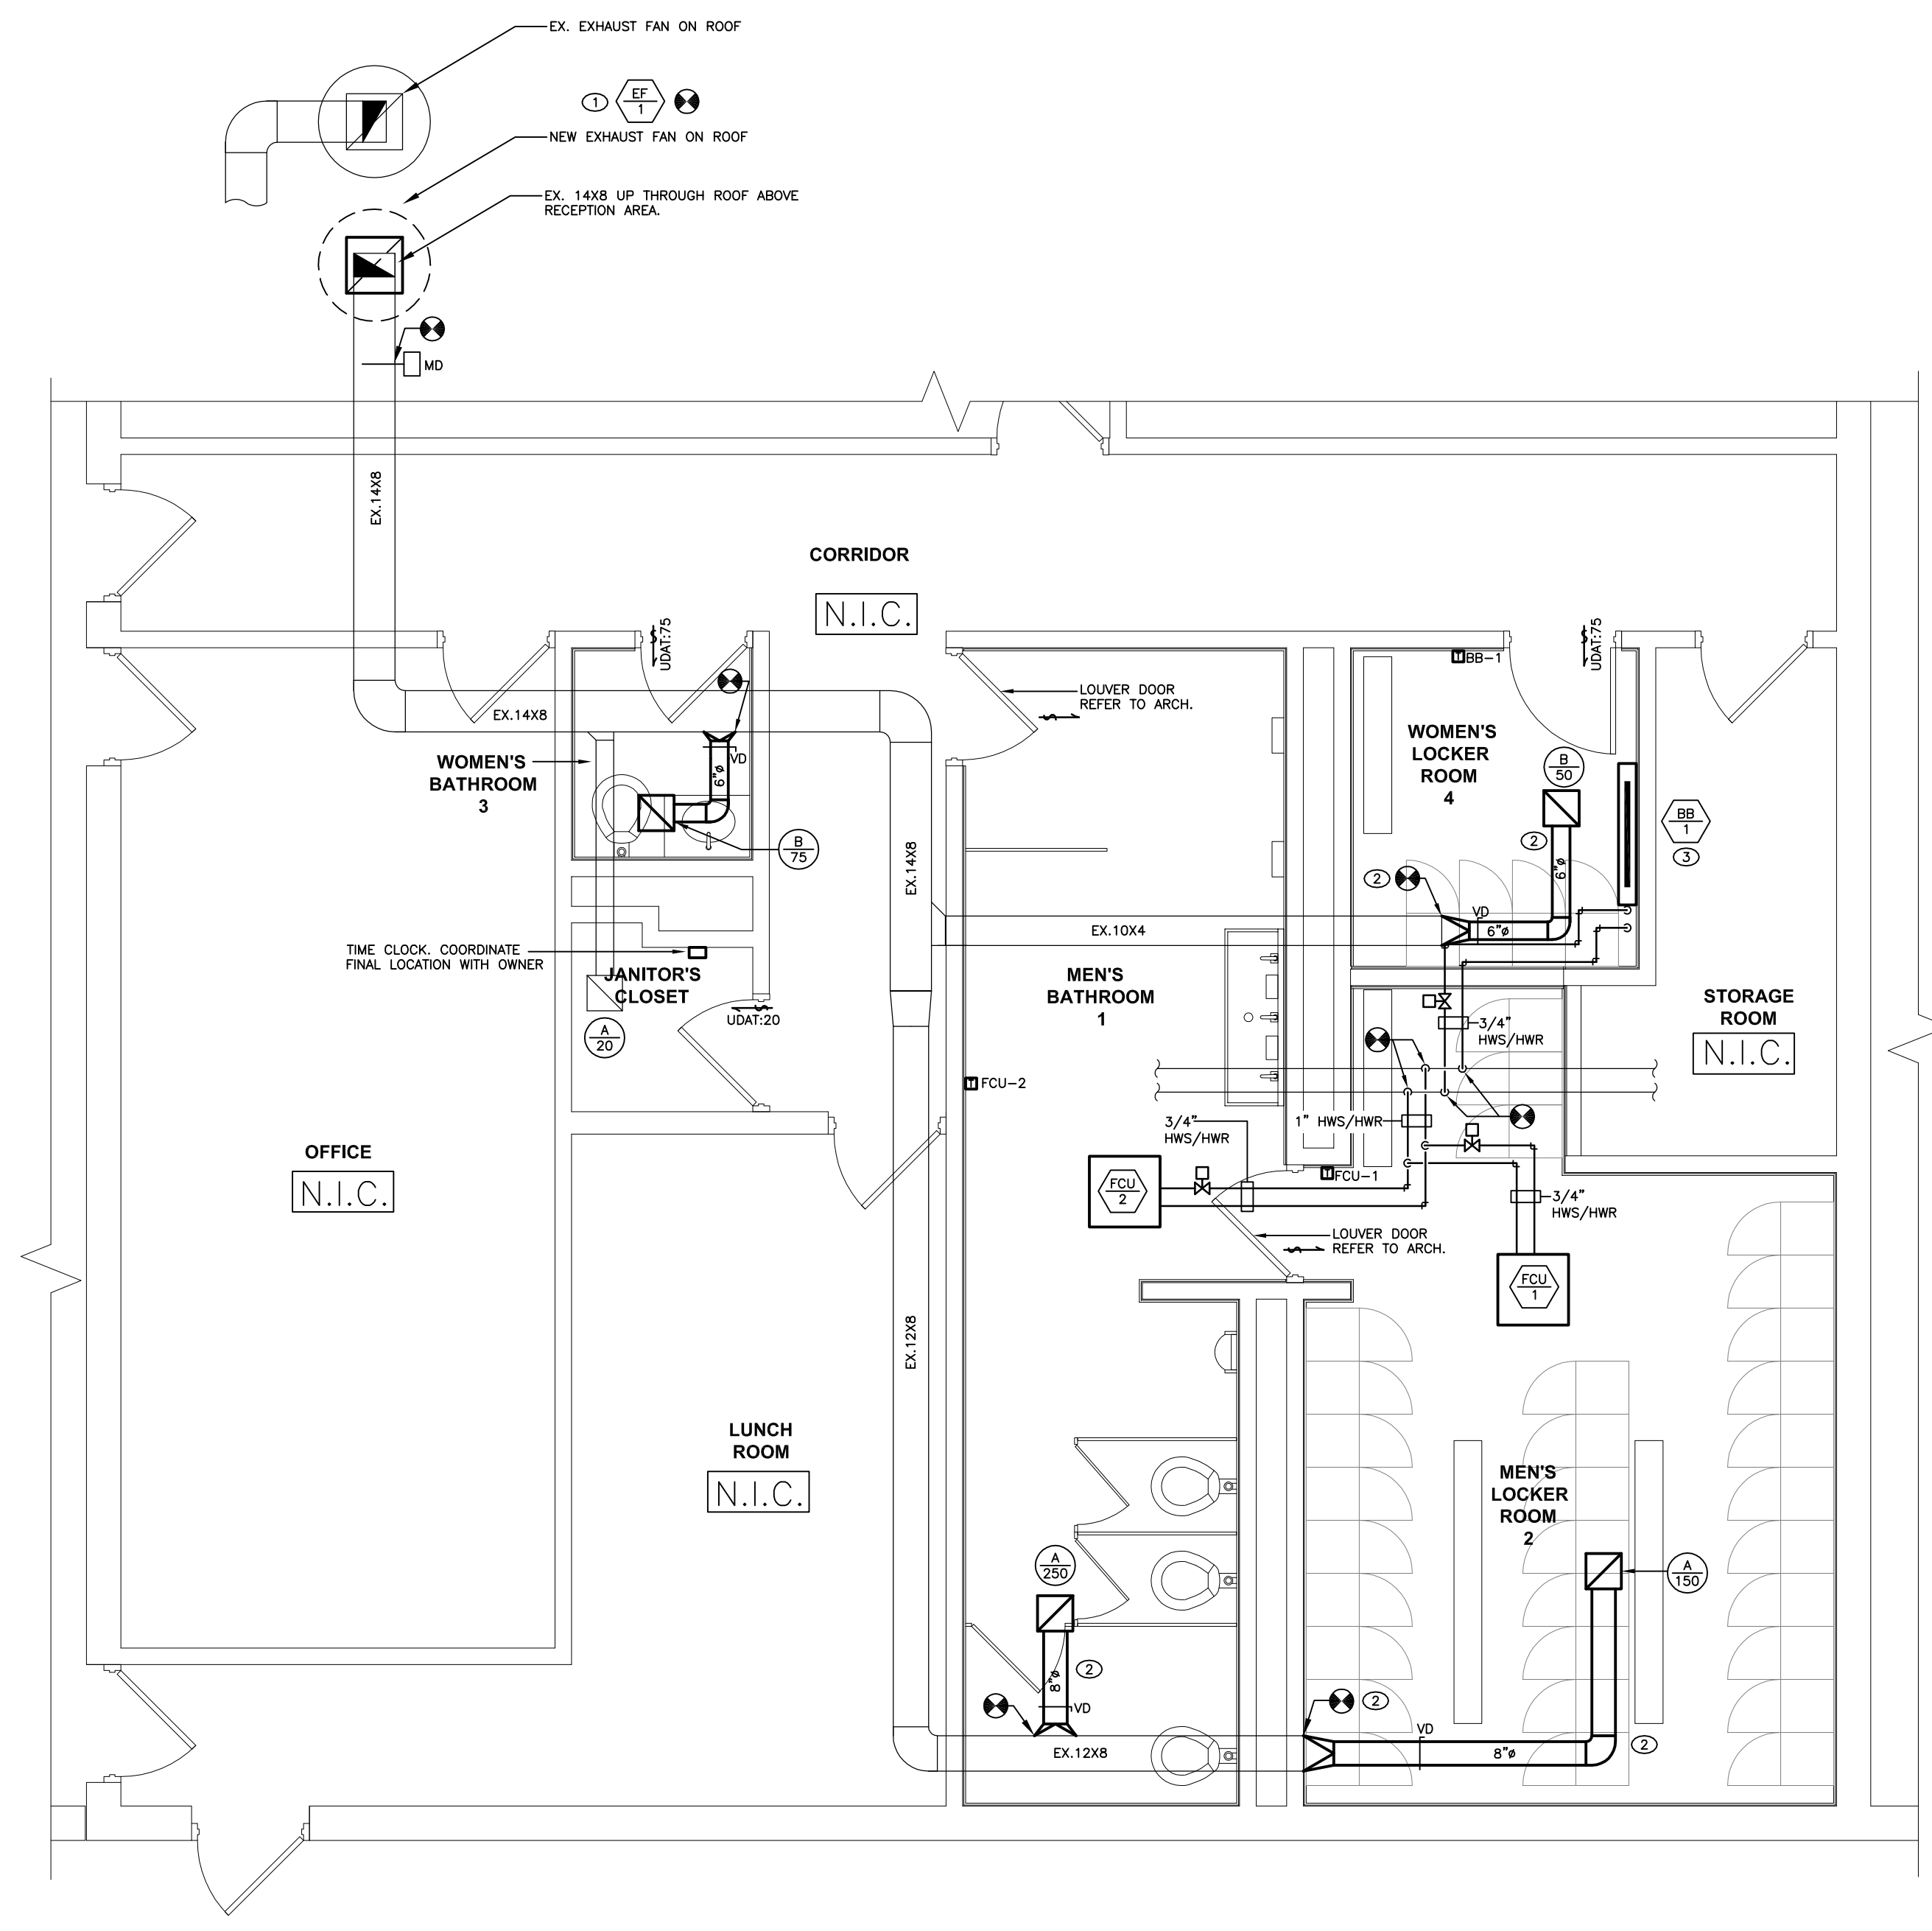 EX. EXHAUST FAN ON ROOF
1
EF
1
NEW EXHAUST FAN ON ROOF
EX. 14X8 UP THROUGH ROOF ABOVE
RECEPTION AREA.
MD
EX.14X8
CORRIDOR
N.I.C.
UDAT:75
UDAT:75
BB-1
LOUVER DOOR
REFER TO ARCH.
EX.14X8
WOMEN'S
BATHROOM
3
VD
6"ø
B
75
WOMEN'S
LOCKER
ROOM
4
B
50
2
6"ø
BB
1
3
2
VD
6"ø
EX.14X8
EX.10X4
TIME CLOCK. COORDINATE
FINAL LOCATION WITH OWNER
JANITOR'S
CLOSET
UDAT:20
A
20
MEN'S
BATHROOM
1
STORAGE
ROOM
N.I.C.
3/4"
HWS/HWR
FCU-2
3/4"
HWS/HWR
1" HWS/HWR
OFFICE
N.I.C.
FCU
2
FCU-1
3/4"
HWS/HWR
LOUVER DOOR
REFER TO ARCH.
FCU
1
EX.12X8
LUNCH
ROOM
N.I.C.
MEN'S
LOCKER
ROOM
2
A
250
A
150
8"ø
2
VD
2
VD
EX.12X8
8"ø
2